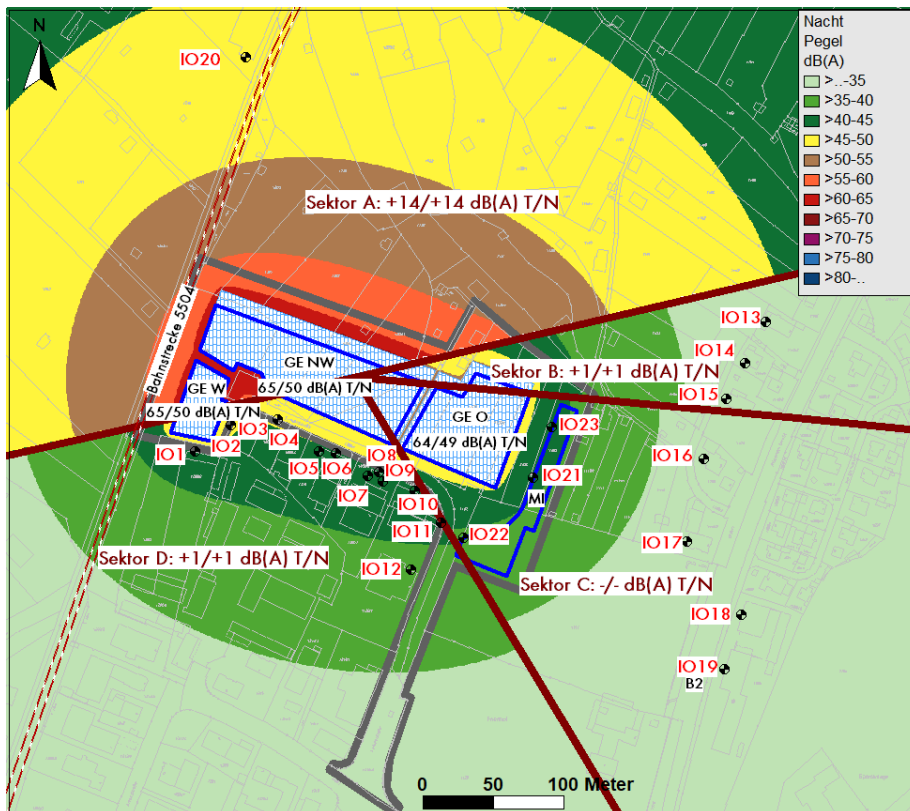 N
IO20
Nacht
Pegel
dB(A)
>..-35
>35-40
>40-45
>45-50
>50-55
>55-60
>60-65
>65-70
>70-75
>75-80
>80-..
Sektor A: +14/+14 dB(A) T/N
Bahnstrecke 5504
IO13
IO14
GE NW
Sektor B: +1/+1 dB(A) T/N
GE W
65/50 dB(A) T/N
IO15
65/50 dB(A) T/N
GE O
IO3
IO4
IO23
IO2
64/49 dB(A) T/N
IO1
IO8
IO5
IO6
IO9
IO16
IO7
IO21
IO10
MI
IO11
IO22
IO17
Sektor D: +1/+1 dB(A) T/N
IO12
Sektor C: -/- dB(A) T/N
IO18
IO19
B2
0 50 100 Meter